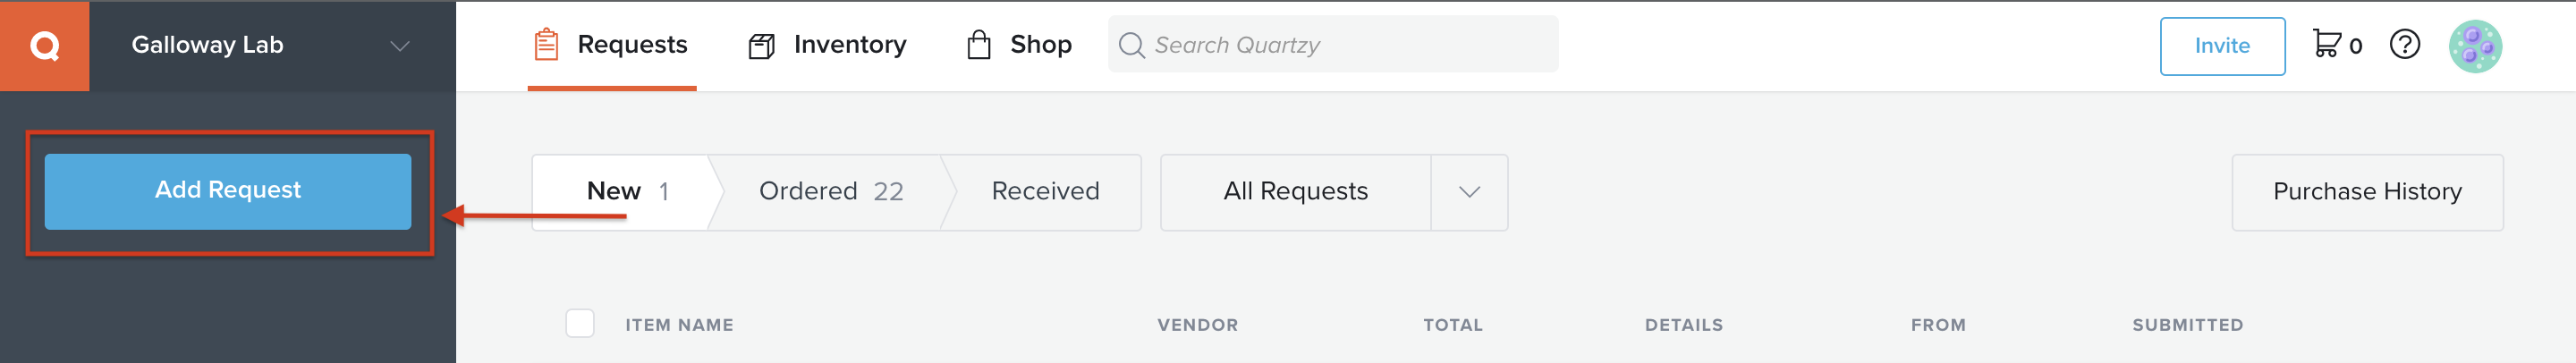 Galloway Lab
Requests Inventory Shop Search Quartzy Invite 0 ?
Add Request
New 1 Ordered 22 Received All Requests Purchase History
ITEM NAME VENDOR TOTAL DETAILS FROM SUBMITTED